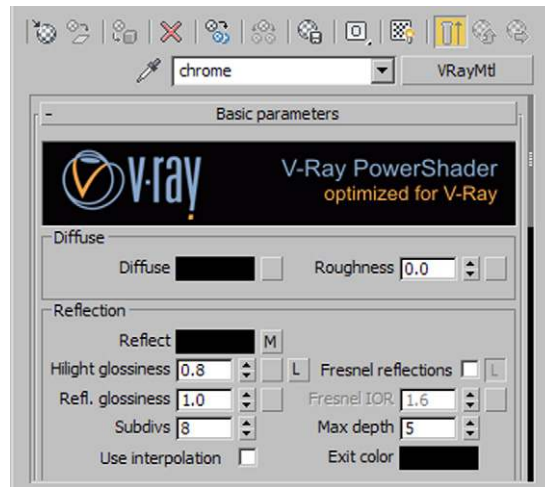 chrome VRayMtl
- Basic parameters
v·ray V-Ray PowerShader
optimized for V-Ray
Diffuse
Diffuse Roughness 0.0
Reflection
Reflect M
Hilight glossiness 0.8 L Fresnel reflections L
Refl. glossiness 1.0 Fresnel IOR 1.6
Subdivs 8 Max depth 5
Use interpolation Exit color